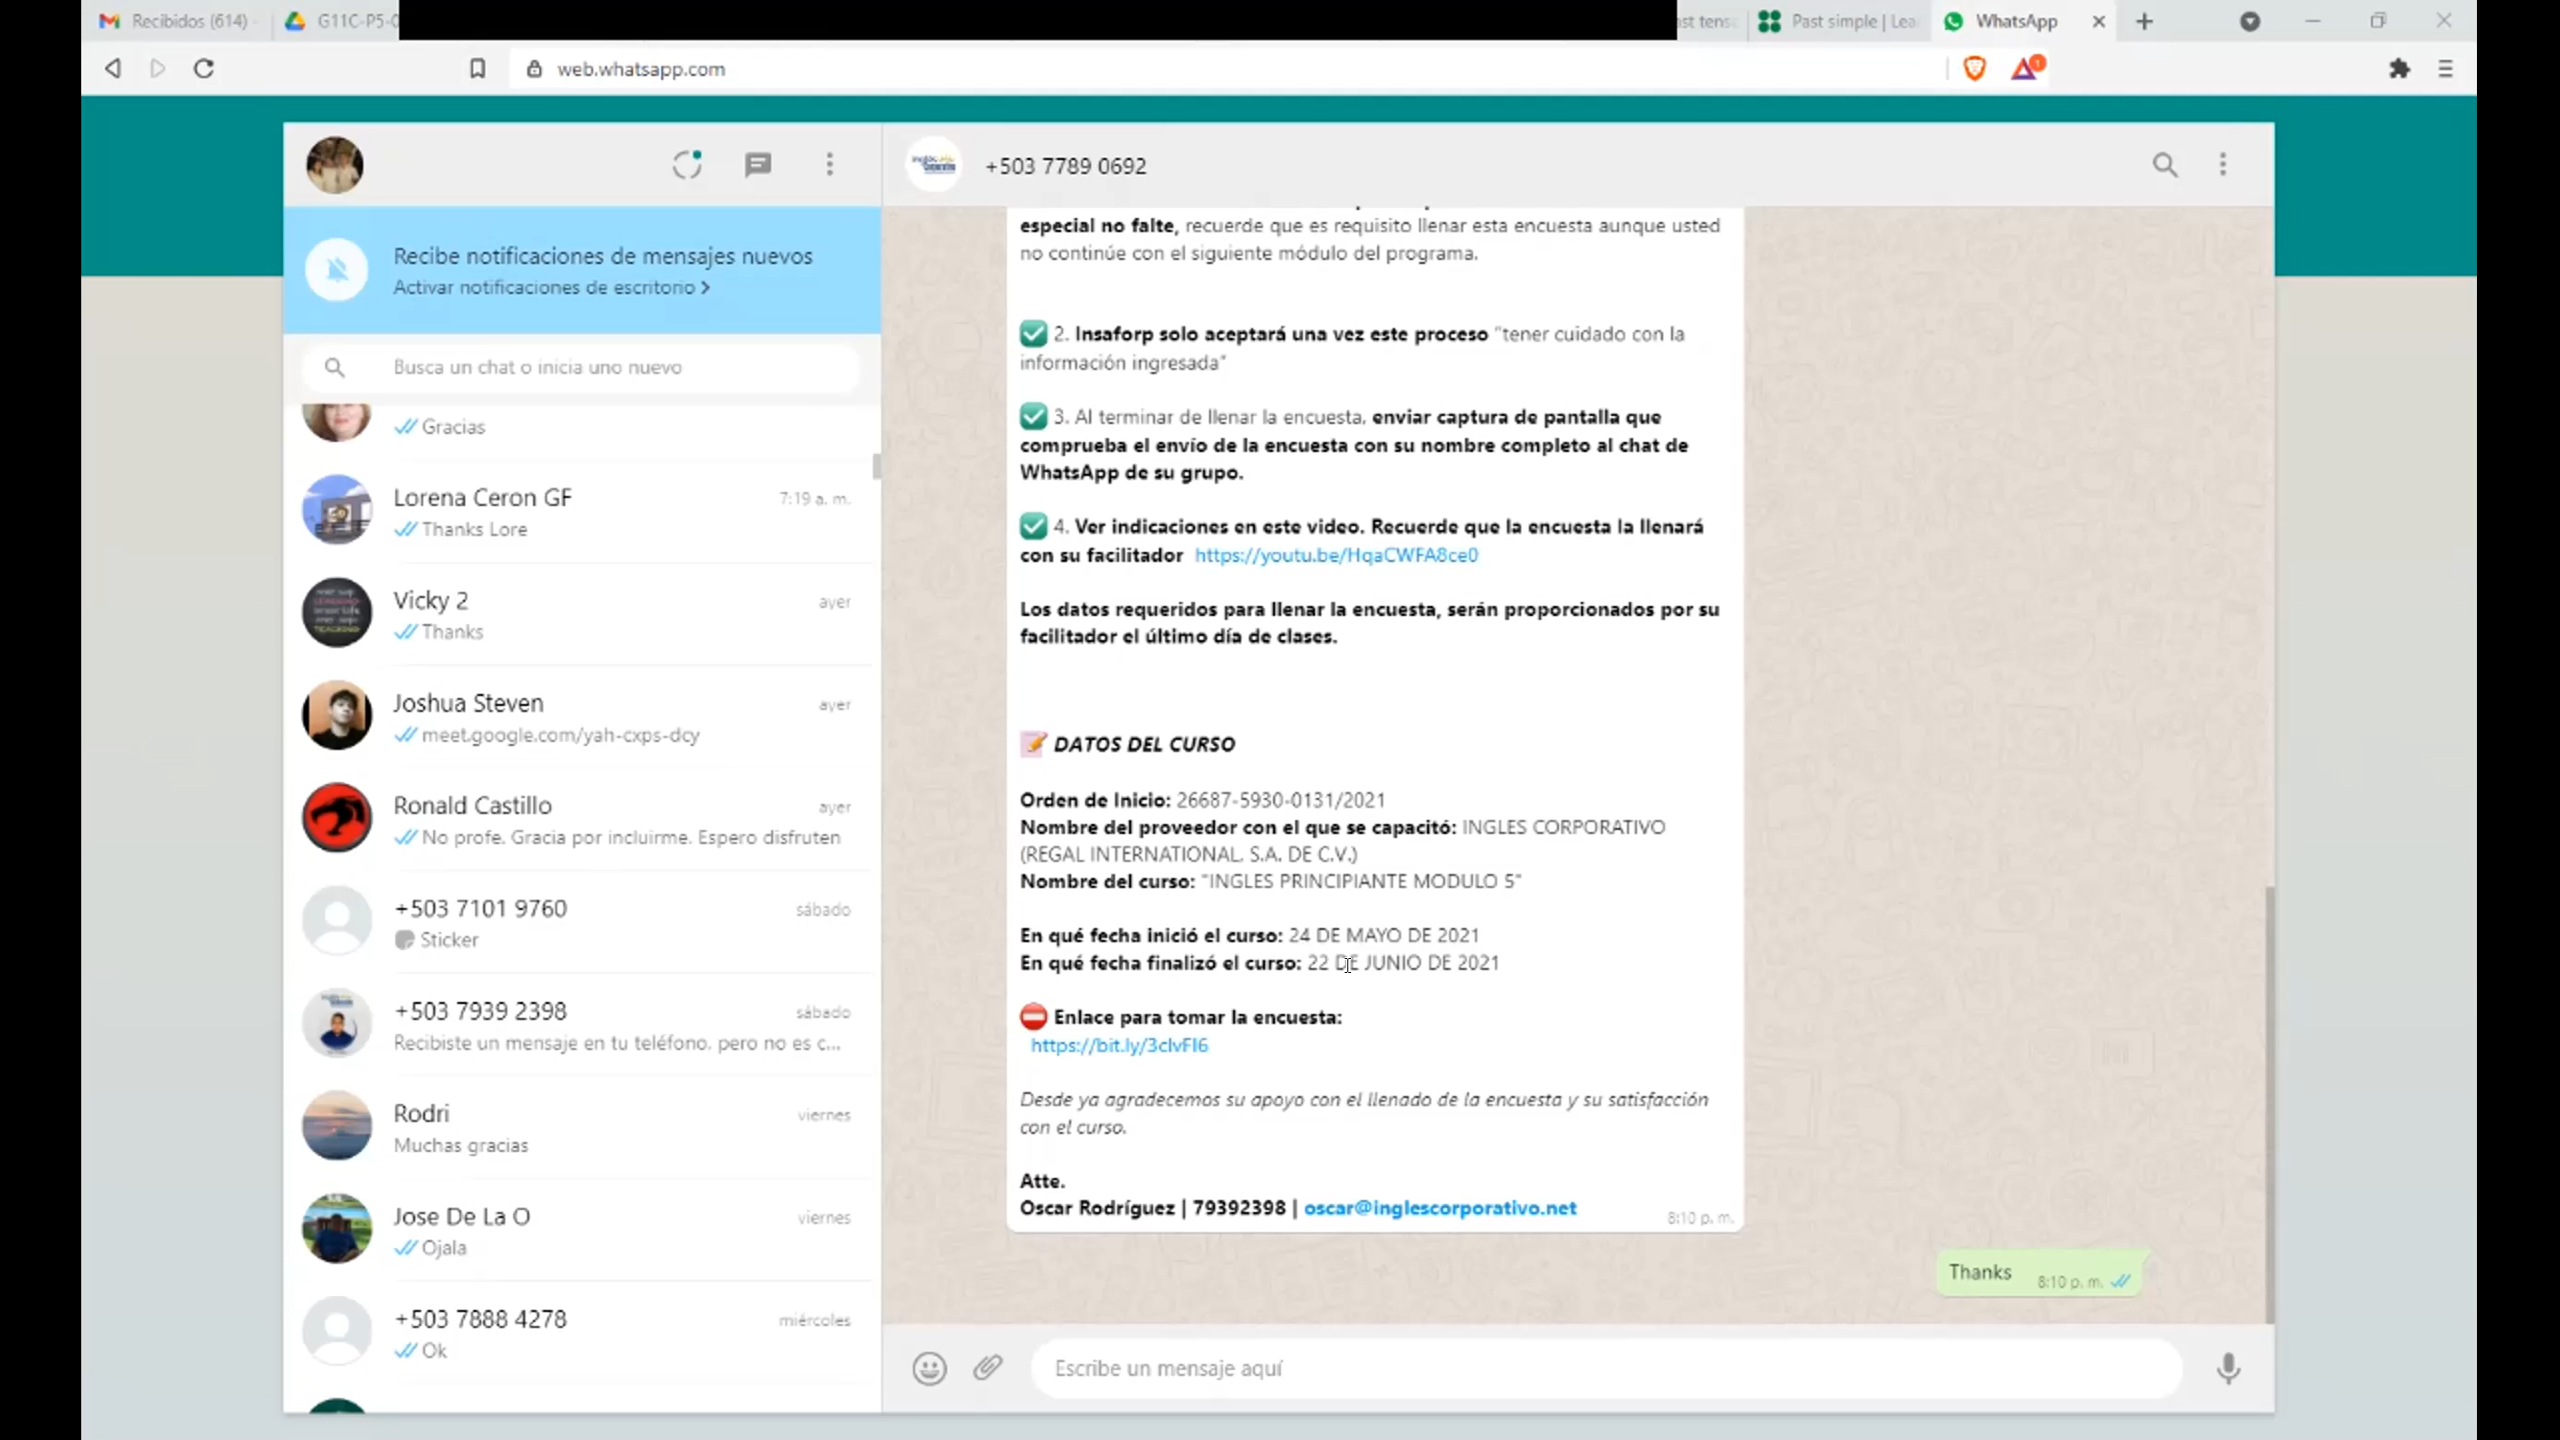 Recibidos (614)
G11C-P5-
st tens
Past simple | Lea
WhatsApp
web.whatsapp.com
1
+503 7789 0692
Recibe notificaciones de mensajes nuevos
Activar notificaciones de escritorio
Busca un chat o inicia uno nuevo
Gracias
Lorena Ceron GF
7:19 a. m.
Thanks Lore
Vicky 2
ayer
Thanks
Joshua Steven
ayer
meet.google.com/yah-cxps-dcy
Ronald Castillo
ayer
No profe. Gracia por incluirme. Espero disfruten
+503 7101 9760
sábado
Sticker
+503 7939 2398
sábado
Recibiste un mensaje en tu teléfono, pero no es c...
Rodri
viernes
Muchas gracias
Jose De La O
viernes
Ojala
+503 7888 4278
miércoles
Ok
especial no falte, recuerde que es requisito llenar esta encuesta aunque usted
no continúe con el siguiente módulo del programa.
2. Insaforp solo aceptará una vez este proceso "tener cuidado con la
información ingresada"
3. Al terminar de llenar la encuesta, enviar captura de pantalla que
comprueba el envío de la encuesta con su nombre completo al chat de
WhatsApp de su grupo.
4. Ver indicaciones en este video. Recuerde que la encuesta la llenará
con su facilitador https://youtu.be/HqaCWFA8ce0
Los datos requeridos para llenar la encuesta, serán proporcionados por su
facilitador el último día de clases.
DATOS DEL CURSO
Orden de Inicio: 26687-5930-0131/2021
Nombre del proveedor con el que se capacitó: INGLES CORPORATIVO
(REGAL INTERNATIONAL, S.A. DE C.V.)
Nombre del curso: "INGLES PRINCIPIANTE MODULO 5"
En qué fecha inició el curso: 24 DE MAYO DE 2021
En qué fecha finalizó el curso: 22 DE JUNIO DE 2021
Enlace para tomar la encuesta:
https://bit.ly/3clvFI6
Desde ya agradecemos su apoyo con el llenado de la encuesta y su satisfacción
con el curso.
Atte.
Oscar Rodríguez | 79392398 | oscar@inglescorporativo.net
8:10 p. m.
Thanks
8:10 p. m.
Escribe un mensaje aquí